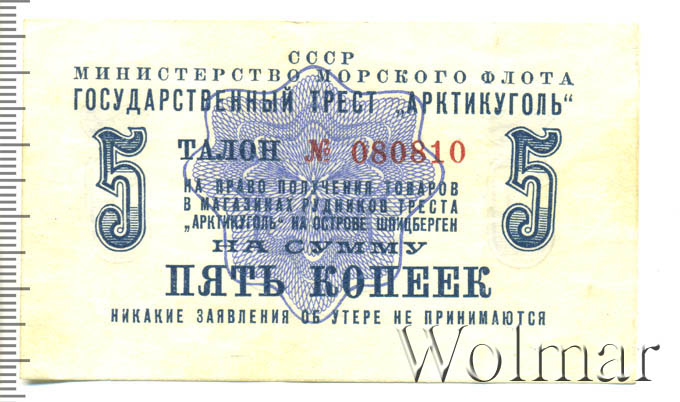 СССР
МИНИСТЕРСТВО МОРСКОГО ФЛОТА
ГОСУДАРСТВЕННЫЙ ТРЕСТ „АРКТИКУГОЛЬ“
5 ТАЛОН № 080810 5
НА ПРАВО ПОЛУЧЕНИЯ ТОВАРОВ
В МАГАЗИНАХ РУДНИКОВ ТРЕСТА
„АРКТИКУГОЛЬ“ НА ОСТРОВЕ ШПИЦБЕРГЕН
НА СУММУ
ПЯТЬ КОПЕЕК
НИКАКИЕ ЗАЯВЛЕНИЯ ОБ УТЕРЕ НЕ ПРИНИМАЮТСЯ
Wolmar